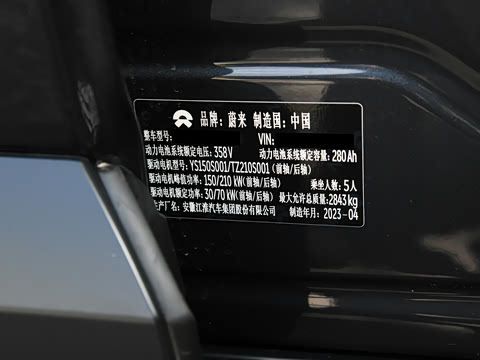 品牌：蔚来 制造国：中国
整车型号： VIN:
动力电池系统额定电压：358V 动力电池系统额定容量：280Ah
驱动电机型号：YS150S001/TZ210S001（前轴/后轴）
驱动电机峰值功率：150/210 kW（前轴/后轴） 乘坐人数：5人
驱动电机额定功率：30/70 kW（前轴/后轴） 最大允许总质量：2843kg
生产厂名：安徽江淮汽车集团股份有限公司 制造年月：2023-04